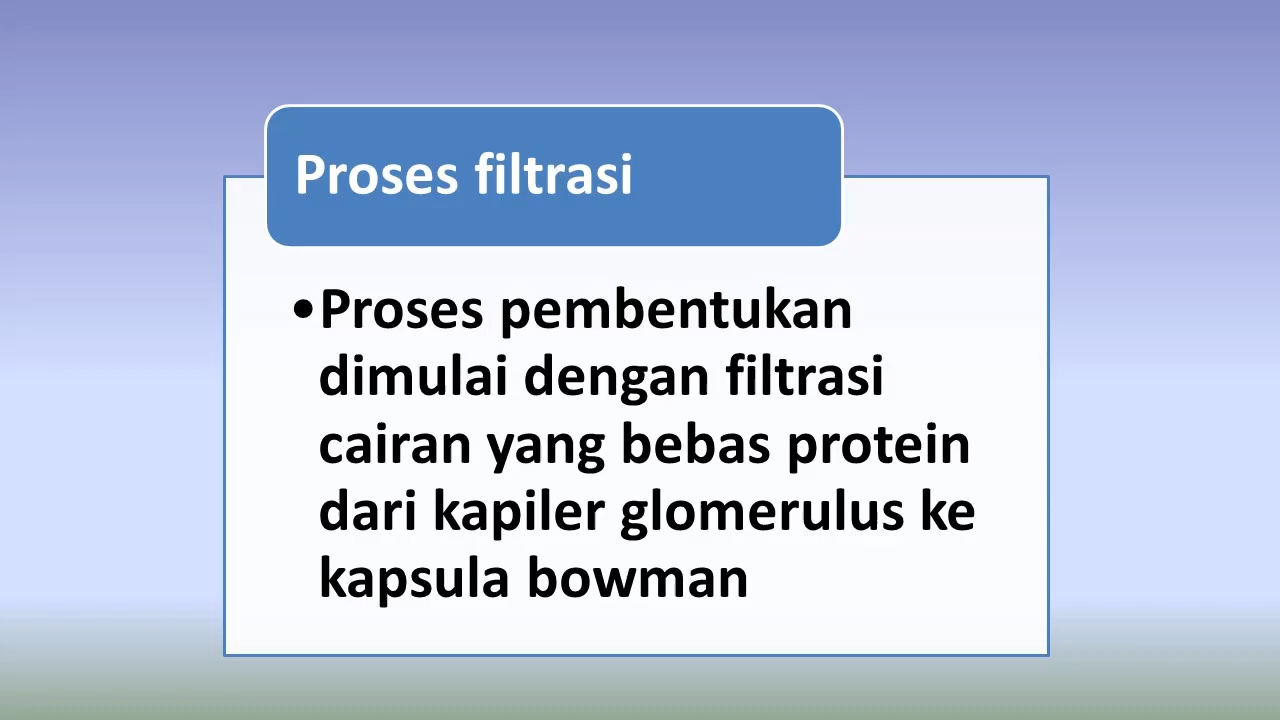 Proses filtrasi
•Proses pembentukan
dimulai dengan filtrasi
cairan yang bebas protein
dari kapiler glomerulus ke
kapsula bowman